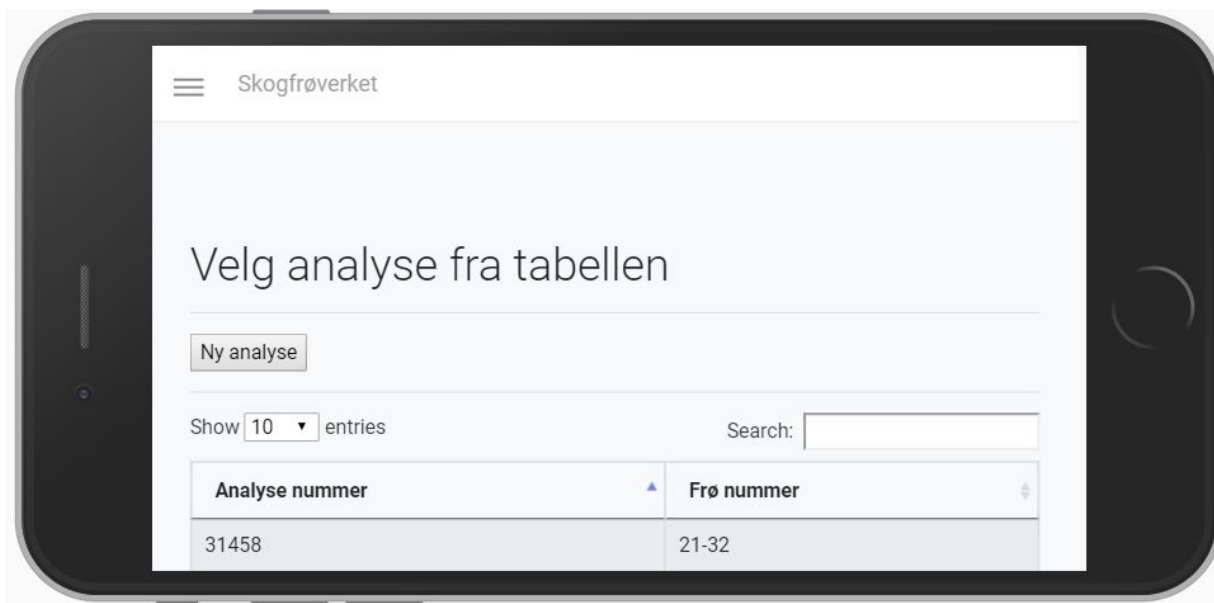 Skogfrøverket
Velg analyse fra tabellen
Ny analyse
Show 10 entries Search:
Analyse nummer Frø nummer
31458 21-32